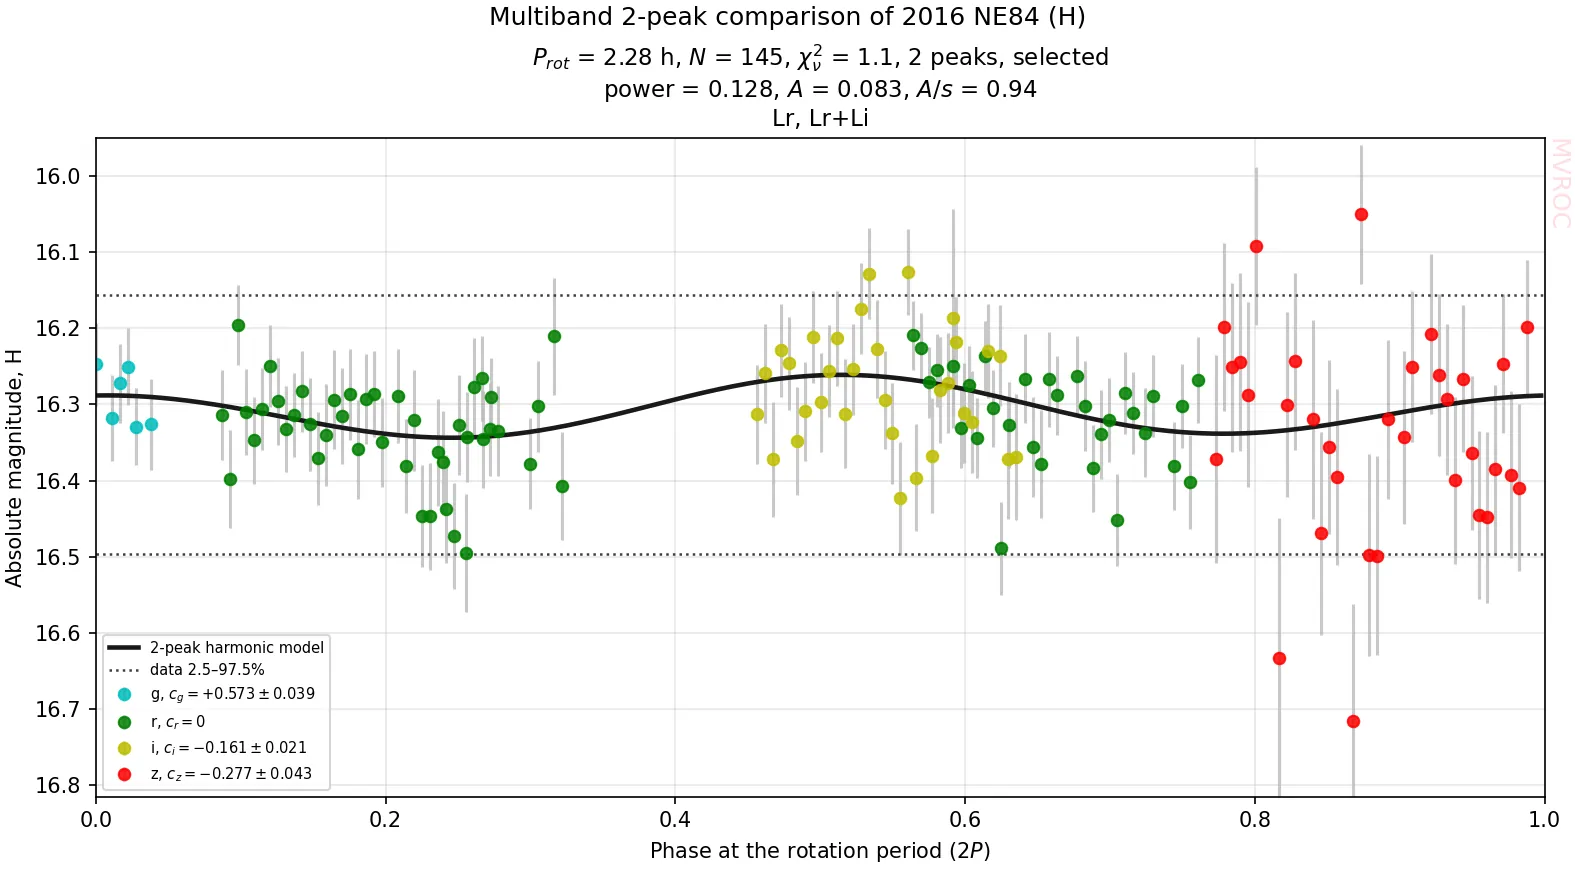 Multiband 2-peak comparison of 2016 NE84 (H)
P_rot = 2.28 h, N = 145, χ²_ν = 1.1, 2 peaks, selected
power = 0.128, A = 0.083, A/s = 0.94
Lr, Lr+Li
MVROC
Absolute magnitude, H
16.0
16.1
16.2
16.3
16.4
16.5
16.6
16.7
16.8
2-peak harmonic model
data 2.5–97.5%
g, c_g = +0.573 ± 0.039
r, c_r = 0
i, c_i = −0.161 ± 0.021
z, c_z = −0.277 ± 0.043
0.0 0.2 0.4 0.6 0.8 1.0
Phase at the rotation period (2P)